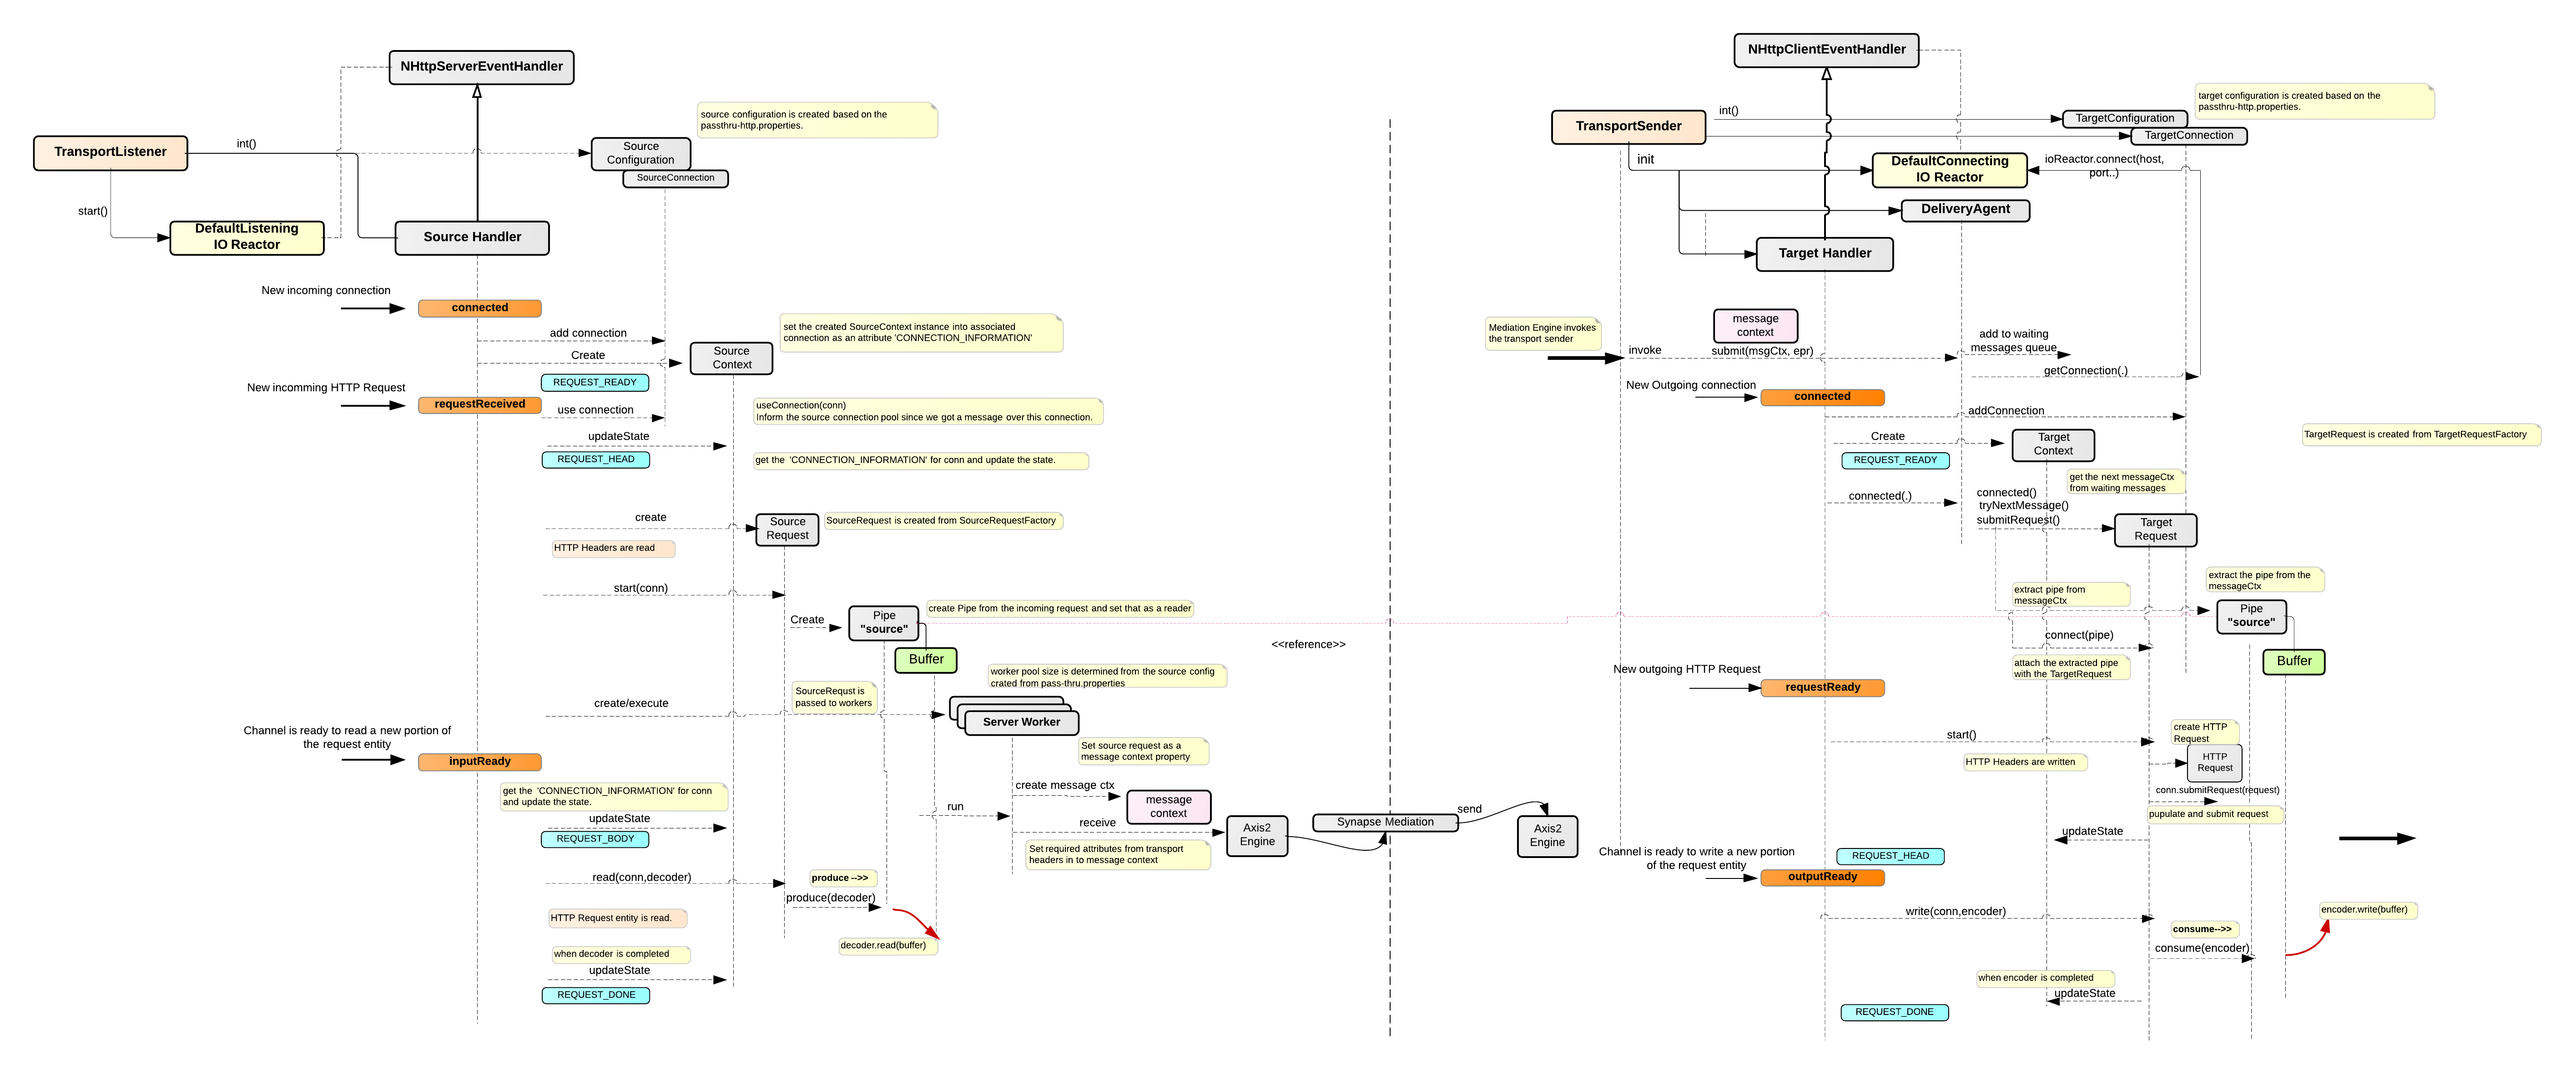 NHttpServerEventHandler
source configuration is created based on the
passthru-http.properties.
TransportListener
int()
Source
Configuration
SourceConnection
start()
DefaultListening
IO Reactor
Source Handler
New incoming connection
connected
add connection
Create
set the created SourceContext instance into associated
connection as an attribute 'CONNECTION_INFORMATION'
Source
Context
REQUEST_READY
New incomming HTTP Request
requestReceived
use connection
useConnection(conn)
Inform the source connection pool since we got a message over this connection.
updateState
REQUEST_HEAD
get the 'CONNECTION_INFORMATION' for conn and update the state.
create
Source
Request
SourceRequest is created from SourceRequestFactory
HTTP Headers are read
start(conn)
Create
Pipe
"source"
create Pipe from the incoming request and set that as a reader
Buffer
<<reference>>
worker pool size is determined from the source config
crated from pass-thru.properties
SourceRequst is
passed to workers
create/execute
Server Worker
Channel is ready to read a new portion of
the request entity
inputReady
Set source request as a
message context property
get the 'CONNECTION_INFORMATION' for conn
and update the state.
updateState
REQUEST_BODY
create message ctx
message
context
run
receive
Axis2
Engine
Set required attributes from transport
headers in to message context
Synapse Mediation
send
Axis2
Engine
read(conn,decoder)
produce -->>
produce(decoder)
HTTP Request entity is read.
decoder.read(buffer)
when decoder is completed
updateState
REQUEST_DONE
NHttpClientEventHandler
target configuration is created based on the
passthru-http.properties.
TransportSender
int()
TargetConfiguration
TargetConnection
init
DefaultConnecting
IO Reactor
ioReactor.connect(host,
port..)
DeliveryAgent
Target Handler
Mediation Engine invokes
the transport sender
message
context
invoke
submit(msgCtx, epr)
add to waiting
messages queue
getConnection(.)
New Outgoing connection
connected
addConnection
Create
Target
Context
TargetRequest is created from TargetRequestFactory
REQUEST_READY
get the next messageCtx
from waiting messages
connected(.)
connected()
tryNextMessage()
submitRequest()
Target
Request
extract pipe from
messageCtx
extract the pipe from the
messageCtx
Pipe
"source"
connect(pipe)
Buffer
attach the extracted pipe
with the TargetRequest
New outgoing HTTP Request
requestReady
start()
create HTTP
Request
HTTP Headers are written
HTTP
Request
conn.submitRequest(request)
pupulate and submit request
updateState
Channel is ready to write a new portion
of the request entity
REQUEST_HEAD
outputReady
write(conn,encoder)
encoder.write(buffer)
consume-->>
consume(encoder)
when encoder is completed
updateState
REQUEST_DONE